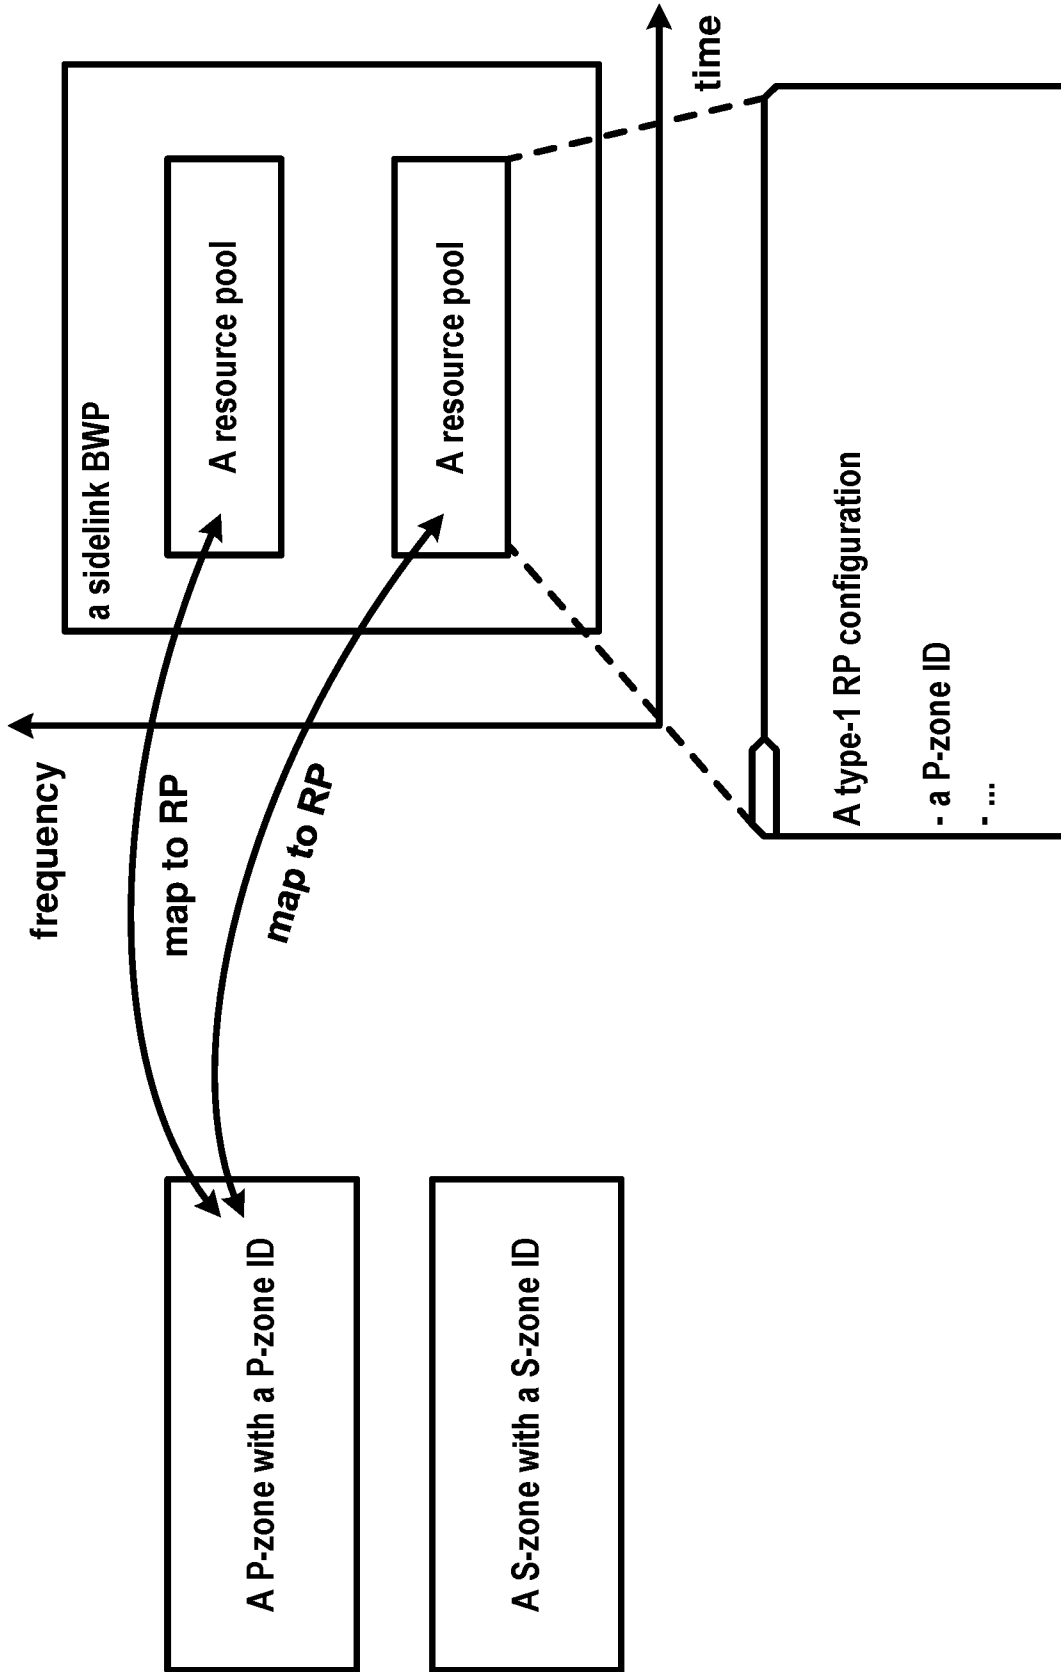 frequency
a sidelink BWP
A resource pool
A resource pool
time
map to RP
map to RP
A P-zone with a P-zone ID
A S-zone with a S-zone ID
A type-1 RP configuration
- a P-zone ID
- ...